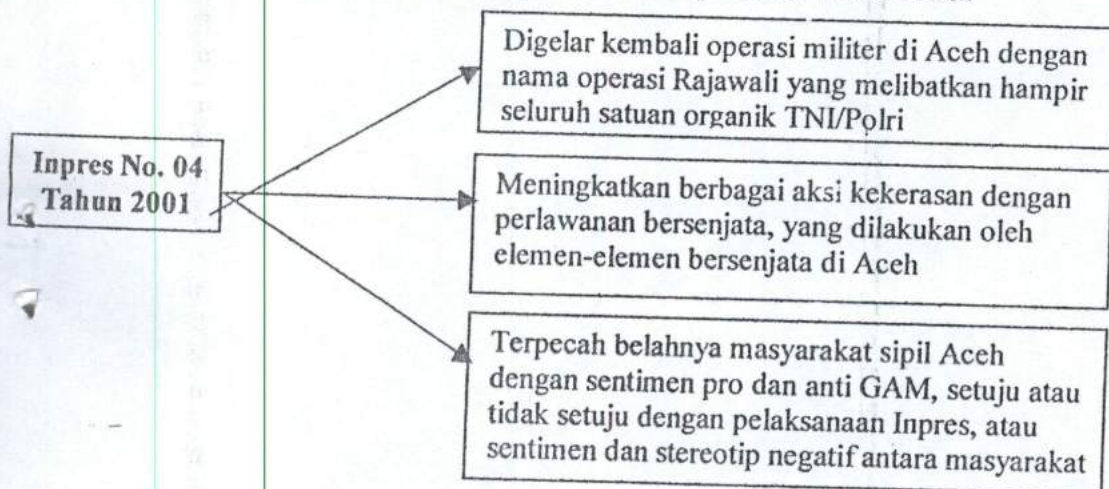 Inpres No. 04
Tahun 2001
Digelar kembali operasi militer di Aceh dengan
nama operasi Rajawali yang melibatkan hampir
seluruh satuan organik TNI/Polri
Meningkatkan berbagai aksi kekerasan dengan
perlawanan bersenjata, yang dilakukan oleh
elemen-elemen bersenjata di Aceh
Terpecah belahnya masyarakat sipil Aceh
dengan sentimen pro dan anti GAM, setuju atau
tidak setuju dengan pelaksanaan Inpres, atau
sentimen dan stereotip negatif antara masyarakat